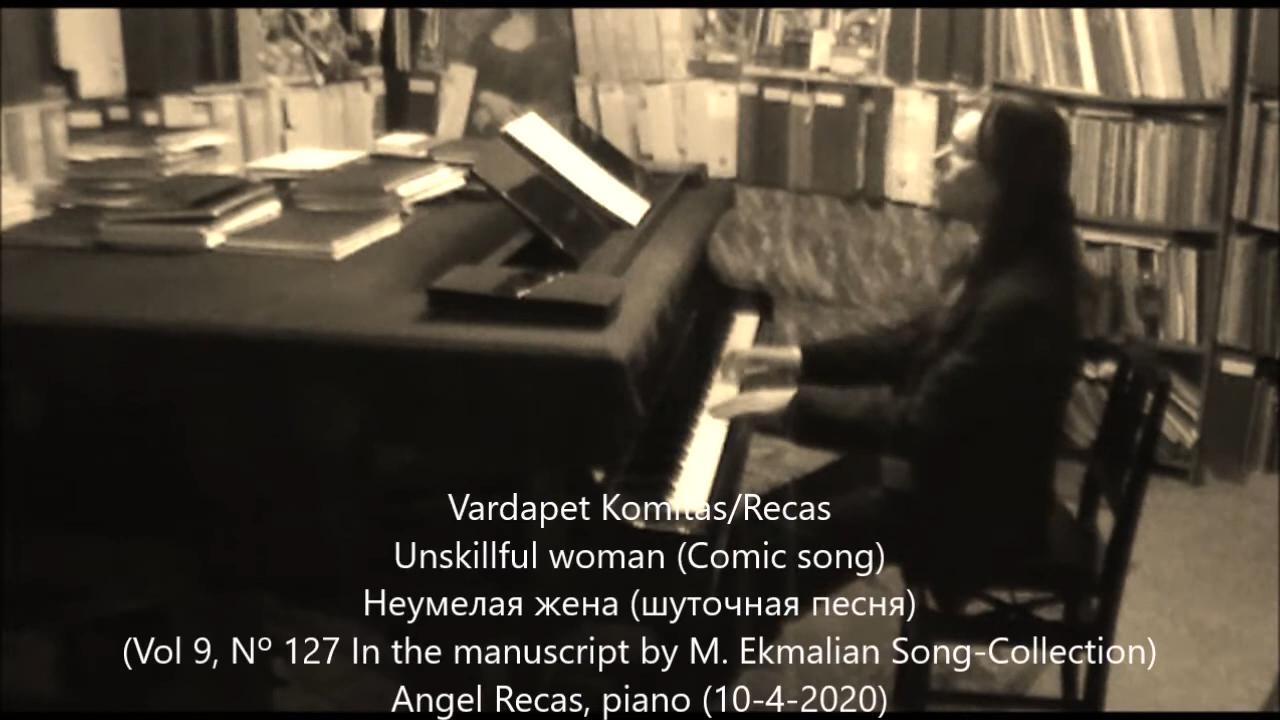 Vardapet Komitas/Recas
Unskillful woman (Comic song)
Неумелая жена (шуточная песня)
(Vol 9, Nº 127 In the manuscript by M. Ekmalian Song-Collection)
Angel Recas, piano (10-4-2020)